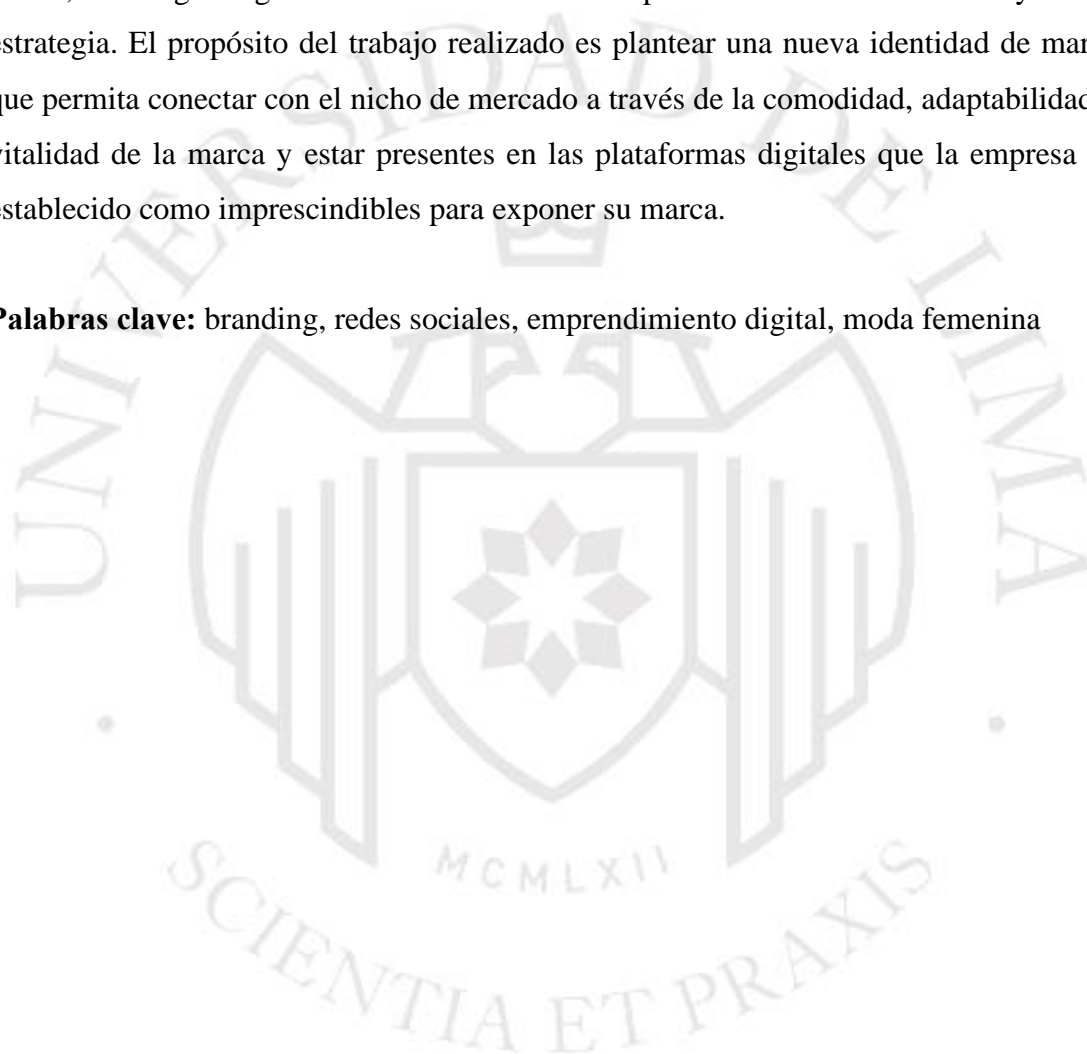 estrategia. El propósito del trabajo realizado es plantear una nueva identidad de
que permita conectar con el nicho de mercado a través de la comodidad, adaptabilidad
vitalidad de la marca y estar presentes en las plataformas digitales que la empresa
establecido como imprescindibles para exponer su marca.
Palabras clave: branding, redes sociales, emprendimiento digital, moda femenina
UNIVERSIDAD DE LIMA
MCMLXII
SCIENTIA ET PRAXIS